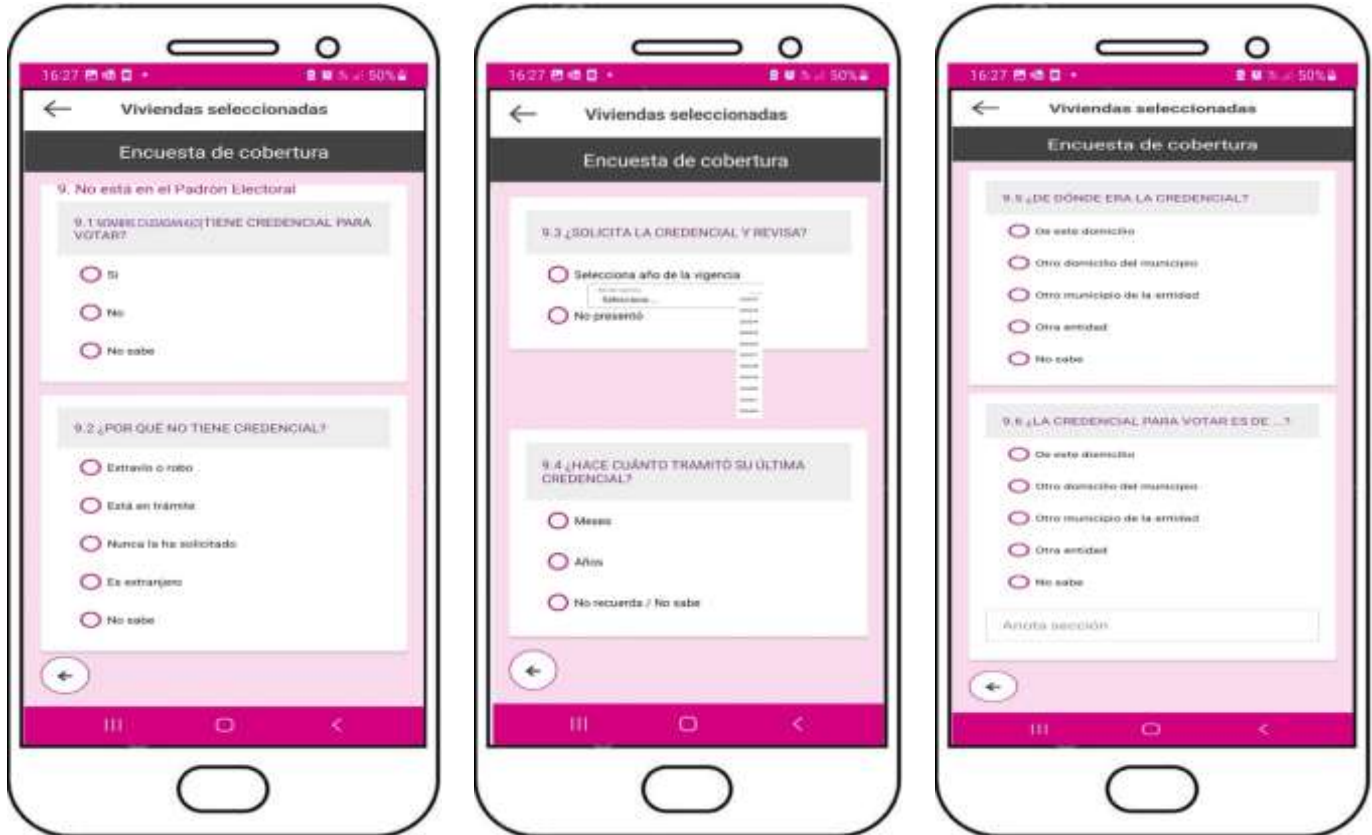 16:27 50%
Viviendas seleccionadas
Encuesta de cobertura
9. No está en el Padrón Electoral
9.1 TIENE CREDENCIAL PARA
VOTAR?
Si
No
No sabe
9.2 ¿POR QUÉ NO TIENE CREDENCIAL?
Extravío o robo
Está en trámite
Nunca la ha solicitado
Es extranjero
No sabe
16:27 50%
Viviendas seleccionadas
Encuesta de cobertura
9.3 ¿SOLICITA LA CREDENCIAL Y REVISA?
Selecciona año de la vigencia
No presentó
9.4 ¿HACE CUÁNTO TRAMITÓ SU ÚLTIMA
CREDENCIAL?
Meses
Años
No recuerda / No sabe
16:27 50%
Viviendas seleccionadas
Encuesta de cobertura
9.5 ¿DE DÓNDE ERA LA CREDENCIAL?
De este domicilio
Otro domicilio del municipio
Otro municipio de la entidad
Otra entidad
No sabe
9.6 ¿LA CREDENCIAL PARA VOTAR ES DE ...?
De este domicilio
Otro domicilio del municipio
Otro municipio de la entidad
Otra entidad
No sabe
Anota sección